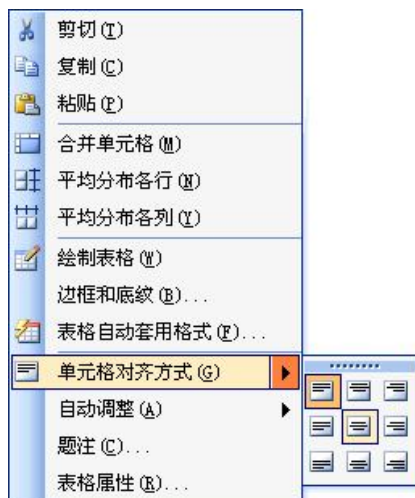 剪切(T)
复制(C)
粘贴(P)
合并单元格(M)
平均分布各行(N)
平均分布各列(Y)
绘制表格(W)
边框和底纹(B)...
表格自动套用格式(F)...
单元格对齐方式(G)
自动调整(A)
题注(C)...
表格属性(R)...